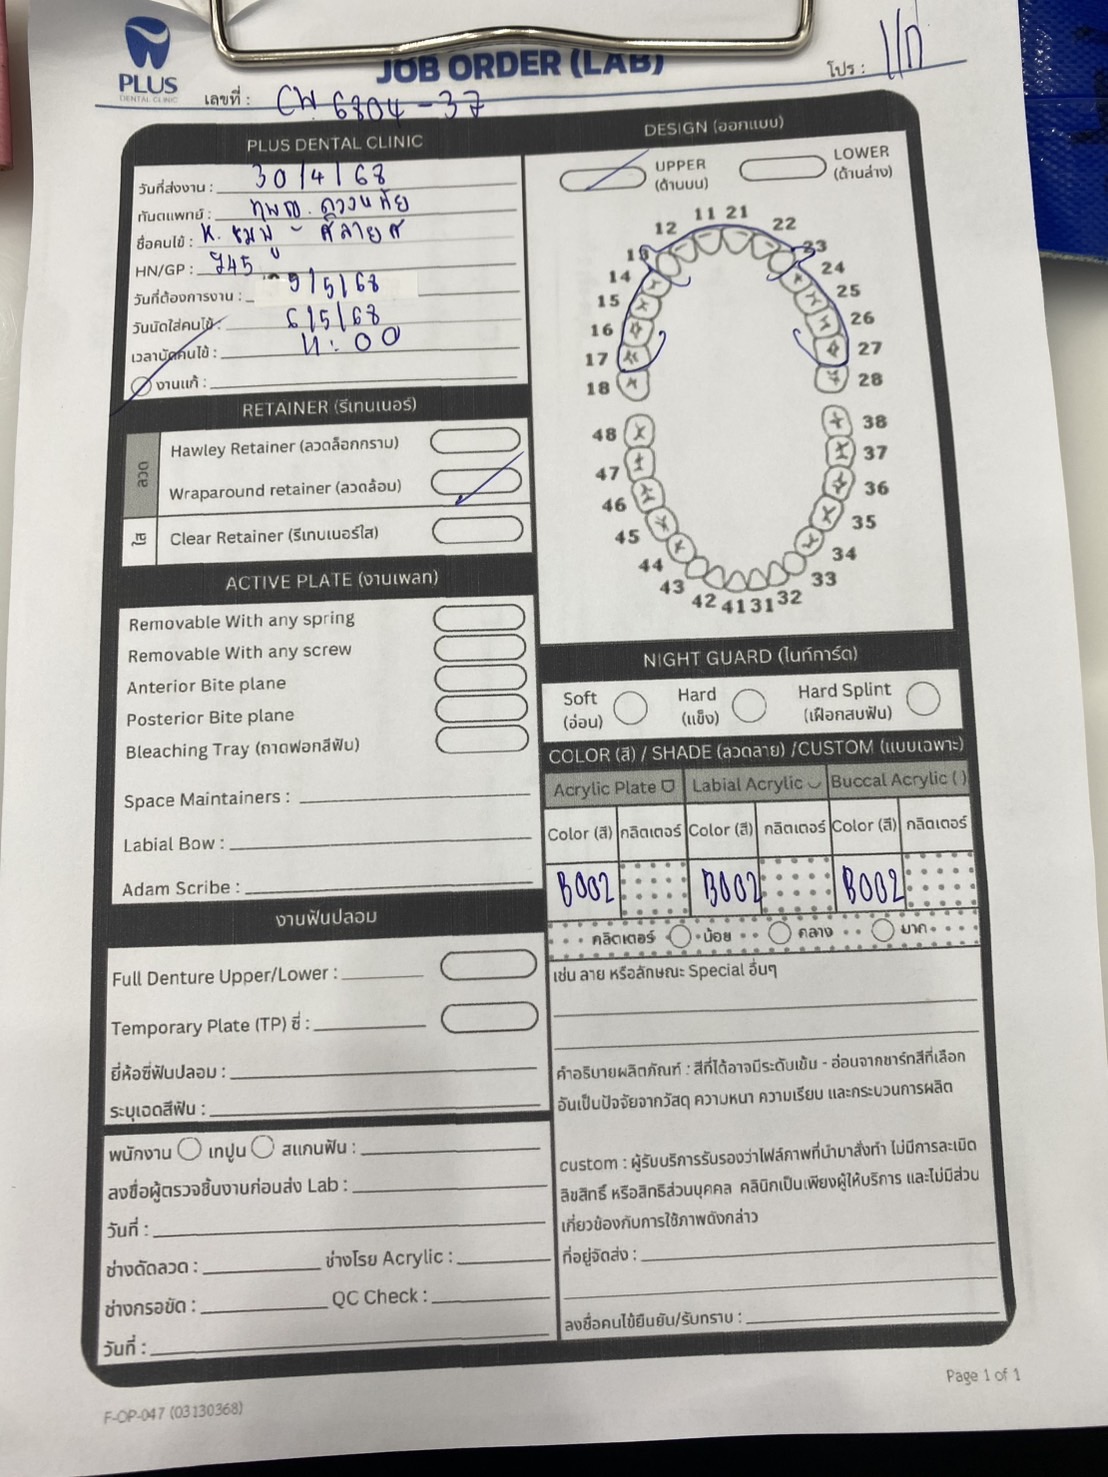 PLUS
DENTAL CLINIC
JOB ORDER (LAB)
โปร :
เลขที่ : CW 6804-37
PLUS DENTAL CLINIC
วันที่ส่งงาน : 30/4/68
ทันตแพทย์ : ทพญ.
ชื่อคนไข้ : K. ชมพู -
HN/GP : 745
วันที่ต้องการงาน : 5/5/68
วันนัดใส่คนไข้ : 6/5/68
เวลานัดคนไข้ : 11:00
งานแก้ :
DESIGN (ออกแบบ)
UPPER (ด้านบน)
LOWER (ด้านล่าง)
11 21
12 22
13 23
14 24
15 25
16 26
17 27
18 28
48 38
47 37
46 36
45 35
44 34
43 33
42 41 31 32
RETAINER (รีเทนเนอร์)
ลวด
Hawley Retainer (ลวดล็อกกราม)
Wraparound retainer (ลวดล้อม)
ใส
Clear Retainer (รีเทนเนอร์ใส)
ACTIVE PLATE (งานเพลท)
Removable With any spring
Removable With any screw
Anterior Bite plane
Posterior Bite plane
Bleaching Tray (ถาดฟอกสีฟัน)
Space Maintainers :
Labial Bow :
Adam Scribe :
NIGHT GUARD (ไนท์การ์ด)
Soft (อ่อน)
Hard (แข็ง)
Hard Splint (เฝือกสบฟัน)
COLOR (สี) / SHADE (ลวดลาย) /CUSTOM (แบบเฉพาะ)
Acrylic Plate Labial Acrylic Buccal Acrylic ( )
Color (สี) กลิตเตอร์ Color (สี) กลิตเตอร์ Color (สี) กลิตเตอร์
B002 B002 B002
กลิตเตอร์ น้อย กลาง มาก
เช่น ลาย หรือลักษณะ Special อื่นๆ
งานฟันปลอม
Full Denture Upper/Lower :
Temporary Plate (TP) ซี่ :
ยี่ห้อซี่ฟันปลอม :
ระบุเฉดสีฟัน :
คำอธิบายผลิตภัณฑ์ : สีที่ได้อาจมีระดับเข้ม - อ่อนจากชาร์ทสีที่เลือก
อันเป็นปัจจัยจากวัสดุ ความหนา ความเรียบ และกระบวนการผลิต
พนักงาน เทปูน สแกนฟัน :
ลงชื่อผู้ตรวจชิ้นงานก่อนส่ง Lab :
วันที่ :
ช่างดัดลวด : ช่างโรย Acrylic :
ช่างกรอขัด : QC Check :
วันที่ :
custom : ผู้รับบริการรับรองว่าไฟล์ภาพที่นำมาสั่งทำ ไม่มีการละเมิด
ลิขสิทธิ์ หรือสิทธิส่วนบุคคล คลินิกเป็นเพียงผู้ให้บริการ และไม่มีส่วน
เกี่ยวข้องกับการใช้ภาพดังกล่าว
ที่อยู่จัดส่ง :
ลงชื่อคนไข้ยืนยัน/รับทราบ :
Page 1 of 1
F-OP-047 (03130368)